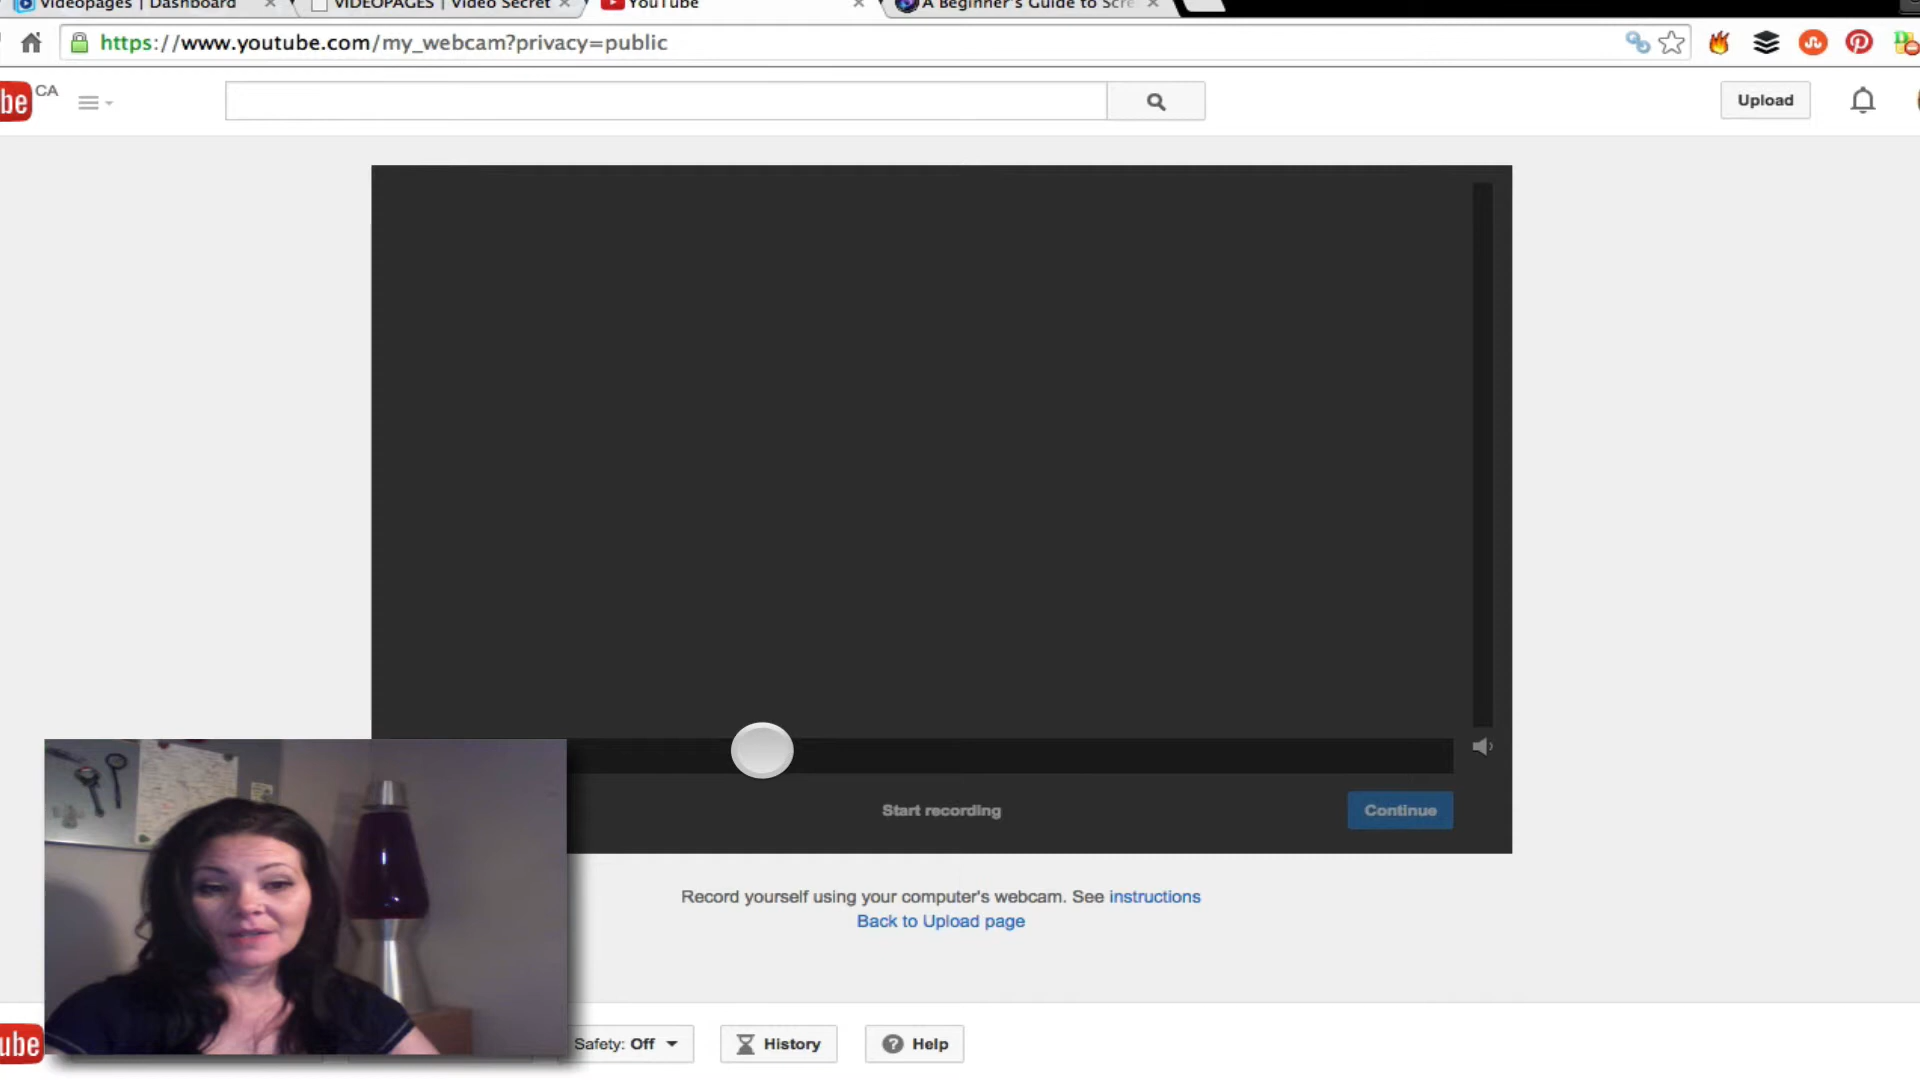 Videopages | Dashboard
VIDEOPAGES | Video Secret
YouTube
A Beginner's Guide to Scre
https://www.youtube.com/my_webcam?privacy=public
be CA
Upload
Start recording
Continue
Record yourself using your computer's webcam. See instructions
Back to Upload page
ube
Safety: Off
History
Help